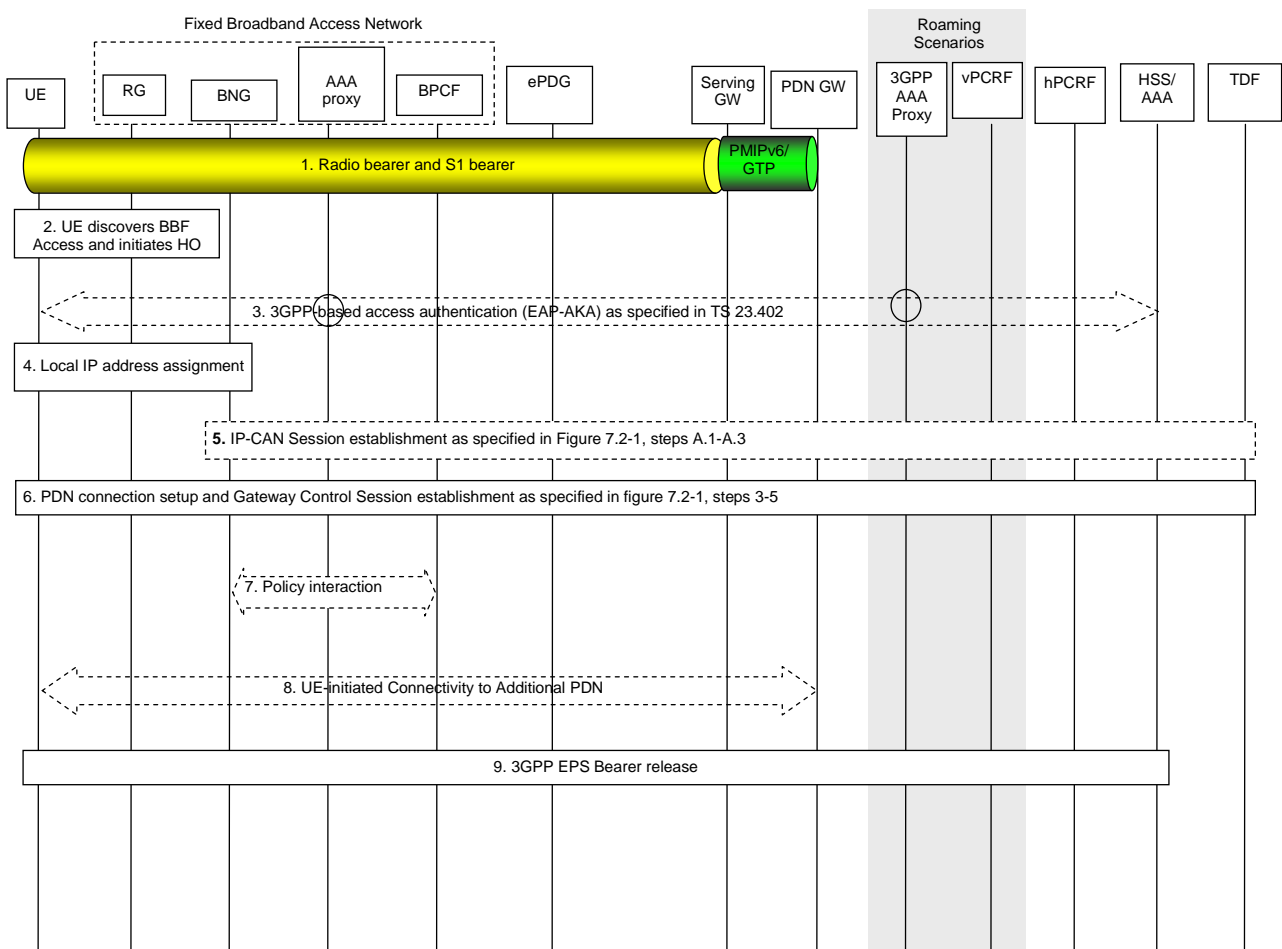 Fixed Broadband Access Network
Roaming
Scenarios
UE
RG
BNG
AAA
proxy
BPCF
ePDG
Serving
GW
PDN GW
3GPP
AAA
Proxy
vPCRF
hPCRF
HSS/
AAA
TDF
1. Radio bearer and S1 bearer
PMIPv6/
GTP
2. UE discovers BBF
Access and initiates HO
3. 3GPP-based access authentication (EAP-AKA) as specified in TS 23.402
4. Local IP address assignment
5. IP-CAN Session establishment as specified in Figure 7.2-1, steps A.1-A.3
6. PDN connection setup and Gateway Control Session establishment as specified in figure 7.2-1, steps 3-5
7. Policy interaction
8. UE-initiated Connectivity to Additional PDN
9. 3GPP EPS Bearer release